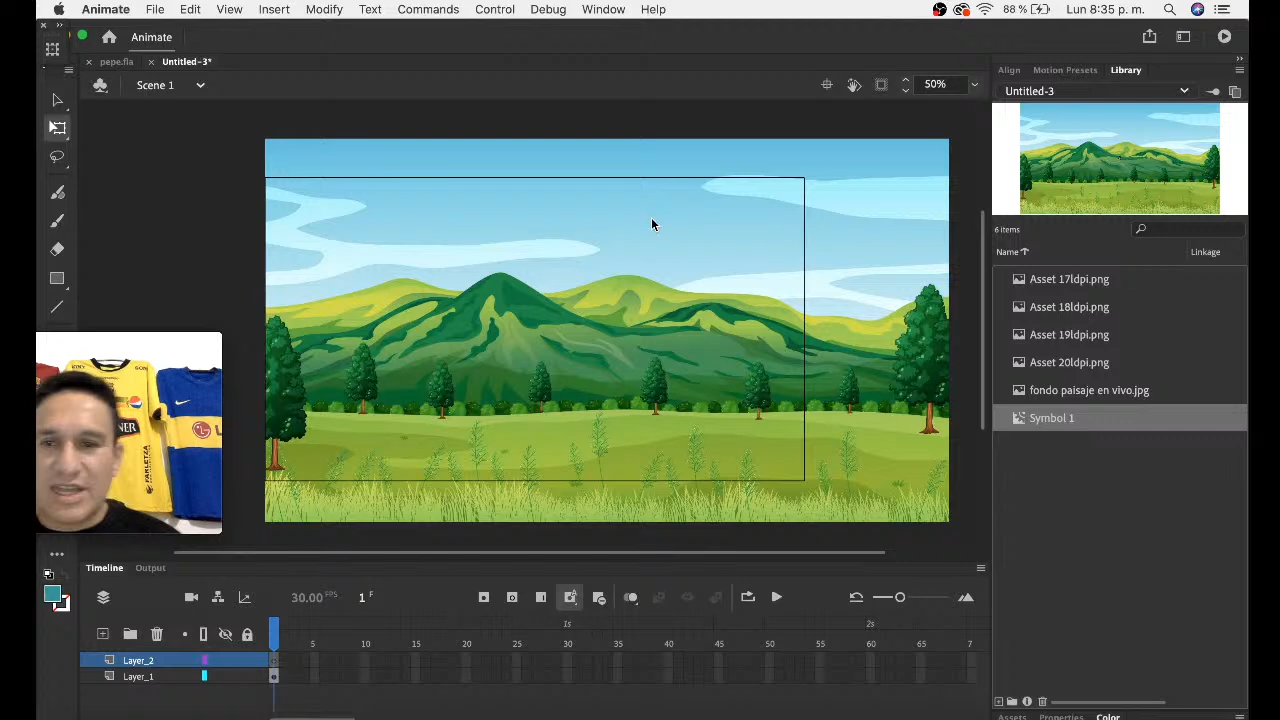 Animate File Edit View Insert Modify Text Commands Control Debug Window Help 88 % Lun 8:35 p. m.
Animate
pepe.fla Untitled-3*
Scene 1 50%
Align Motion Presets Library
Untitled-3
6 items
Name Linkage
Asset 17ldpi.png
Asset 18ldpi.png
Asset 19ldpi.png
Asset 20ldpi.png
fondo paisaje en vivo.jpg
Symbol 1
SONY
FARLETZA
Timeline Output
30.00 FPS 1 F
1s 2s
5 10 15 20 25 30 35 40 45 50 55 60 65 7
Layer_2
Layer_1
Assets Properties Color